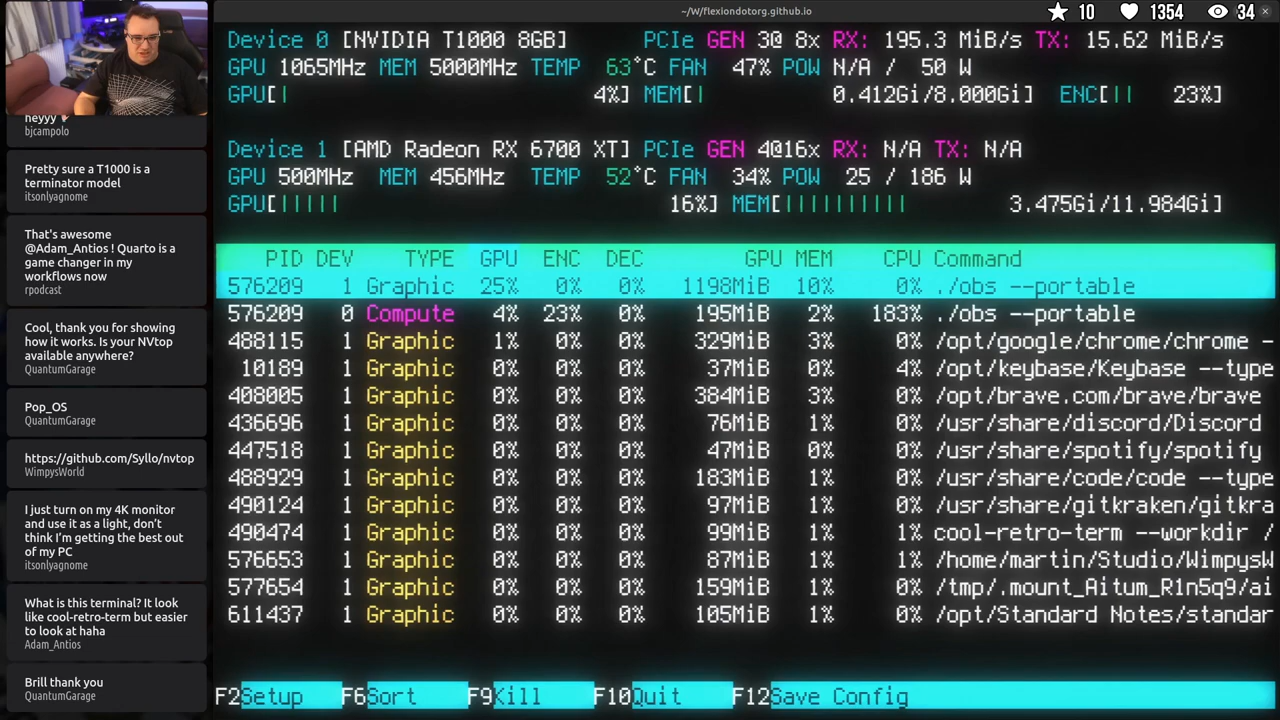 ~/W/flexiondotorg.github.io
10 1354 34
heyyy
bjcampolo
Pretty sure a T1000 is a
terminator model
itsonlyagnome
That's awesome
@Adam_Antios ! Quarto is a
game changer in my
workflows now
rpodcast
Cool, thank you for showing
how it works. Is your NVtop
available anywhere?
QuantumGarage
Pop_OS
QuantumGarage
https://github.com/Syllo/nvtop
WimpysWorld
I just turn on my 4K monitor
and use it as a light, don't
think I'm getting the best out
of my PC
itsonlyagnome
What is this terminal? It look
like cool-retro-term but easier
to look at haha
Adam_Antios
Brill thank you
QuantumGarage
Device 0 [NVIDIA T1000 8GB] PCIe GEN 3@ 8x RX: 195.3 MiB/s TX: 15.62 MiB/s
GPU 1065MHz MEM 5000MHz TEMP 63°C FAN 47% POW N/A / 50 W
GPU[| 4%] MEM[| 0.412Gi/8.000Gi] ENC[|| 23%]
Device 1 [AMD Radeon RX 6700 XT] PCIe GEN 4@16x RX: N/A TX: N/A
GPU 500MHz MEM 456MHz TEMP 52°C FAN 34% POW 25 / 186 W
GPU[||||| 16%] MEM[|||||||||| 3.475Gi/11.984Gi]
PID DEV TYPE GPU ENC DEC GPU MEM CPU Command
576209 1 Graphic 25% 0% 0% 1198MiB 10% 0% ./obs --portable
576209 0 Compute 4% 23% 0% 195MiB 2% 183% ./obs --portable
488115 1 Graphic 1% 0% 0% 329MiB 3% 0% /opt/google/chrome/chrome -
10189 1 Graphic 0% 0% 0% 37MiB 0% 4% /opt/keybase/Keybase --type
408005 1 Graphic 0% 0% 0% 384MiB 3% 0% /opt/brave.com/brave/brave
436696 1 Graphic 0% 0% 0% 76MiB 1% 0% /usr/share/discord/Discord
447518 1 Graphic 0% 0% 0% 47MiB 0% 0% /usr/share/spotify/spotify
488929 1 Graphic 0% 0% 0% 183MiB 1% 0% /usr/share/code/code --type
490124 1 Graphic 0% 0% 0% 97MiB 1% 0% /usr/share/gitkraken/gitkra
490474 1 Graphic 0% 0% 0% 99MiB 1% 1% cool-retro-term --workdir /
576653 1 Graphic 0% 0% 0% 87MiB 1% 1% /home/martin/Studio/WimpysW
577654 1 Graphic 0% 0% 0% 159MiB 1% 0% /tmp/.mount_Aitum_R1n5q9/ai
611437 1 Graphic 0% 0% 0% 105MiB 1% 0% /opt/Standard Notes/standar
F2Setup F6Sort F9Kill F10Quit F12Save Config